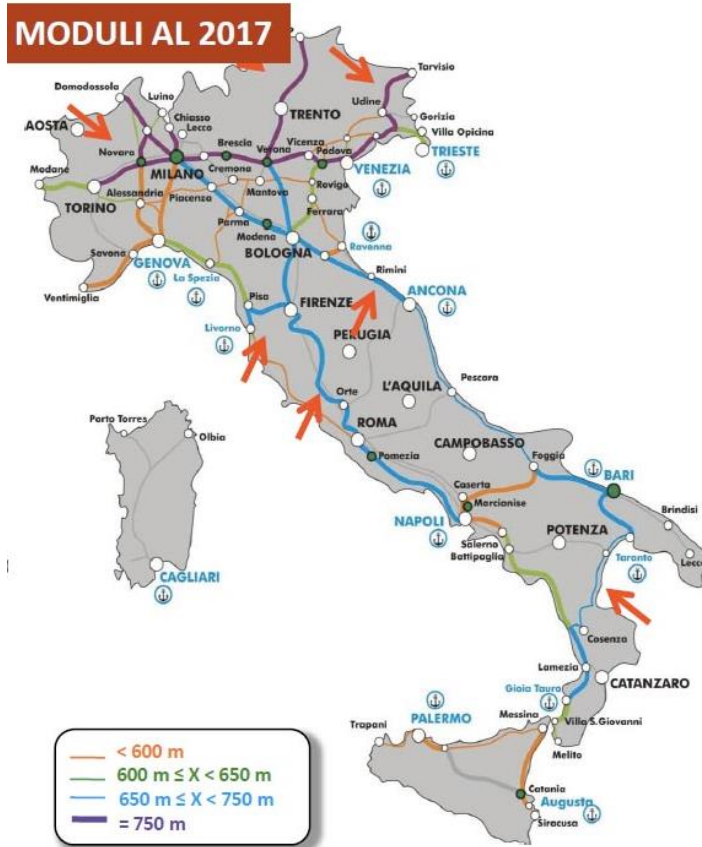 MODULI AL 2017
Tarvisio
Domodossola
Luino
Udine
Gorizia
Villa Opicina
Chiasso
Lecco
TRENTO
AOSTA
Novara
Brescia
Verona
Vicenza
Padova
TRIESTE
VENEZIA
MILANO
Modane
Cremona
Mantova
Rovigo
TORINO
Alessandria
Piacenza
Ferrara
Parma
Modena
Ravenna
Savona
BOLOGNA
GENOVA
La Spezia
Rimini
Ventimiglia
Pisa
FIRENZE
ANCONA
Livorno
PERUGIA
Pescara
L'AQUILA
Orte
Porto Torres
Olbia
ROMA
CAMPOBASSO
Pomezia
Foggia
BARI
Caserta
Marcianise
Brindisi
NAPOLI
POTENZA
Salerno
Battipaglia
Taranto
Lecce
CAGLIARI
Cosenza
Lamezia
CATANZARO
Gioia Tauro
Messina
Villa S.Giovanni
PALERMO
Trapani
Melito
Catania
Augusta
Siracusa
< 600 m
600 m ≤ X < 650 m
650 m ≤ X < 750 m
= 750 m